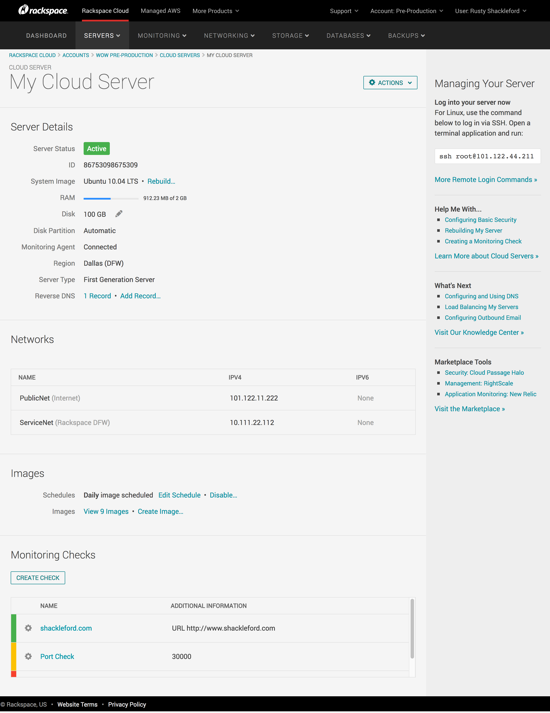 rackspace. Rackspace Cloud Managed AWS More Products Support Account: Pre-Production User: Rusty Shackleford
DASHBOARD SERVERS MONITORING NETWORKING STORAGE DATABASES BACKUPS
RACKSPACE CLOUD > ACCOUNTS > WOW PRE-PRODUCTION > CLOUD SERVERS > MY CLOUD SERVER
CLOUD SERVER
My Cloud Server
ACTIONS
Server Details
Server Status Active
ID 86753098675309
System Image Ubuntu 10.04 LTS • Rebuild...
RAM 912.23 MB of 2 GB
Disk 100 GB
Disk Partition Automatic
Monitoring Agent Connected
Region Dallas (DFW)
Server Type First Generation Server
Reverse DNS 1 Record • Add Record...
Networks
NAME IPV4 IPV6
PublicNet (Internet) 101.122.11.222 None
ServiceNet (Rackspace DFW) 10.111.22.112 None
Images
Schedules Daily image scheduled Edit Schedule • Disable...
Images View 9 Images • Create Image...
Monitoring Checks
CREATE CHECK
NAME ADDITIONAL INFORMATION
shackleford.com URL http://www.shackleford.com
Port Check 30000
Managing Your Server
Log into your server now
For Linux, use the command
below to log in via SSH. Open a
terminal application and run:
ssh root@101.122.44.211
More Remote Login Commands »
Help Me With...
Configuring Basic Security
Rebuilding My Server
Creating a Monitoring Check
Learn More about Cloud Servers »
What's Next
Configuring and Using DNS
Load Balancing My Servers
Configuring Outbound Email
Visit Our Knowledge Center »
Marketplace Tools
Security: Cloud Passage Halo
Management: RightScale
Application Monitoring: New Relic
Visit the Marketplace »
© Rackspace, US • Website Terms • Privacy Policy